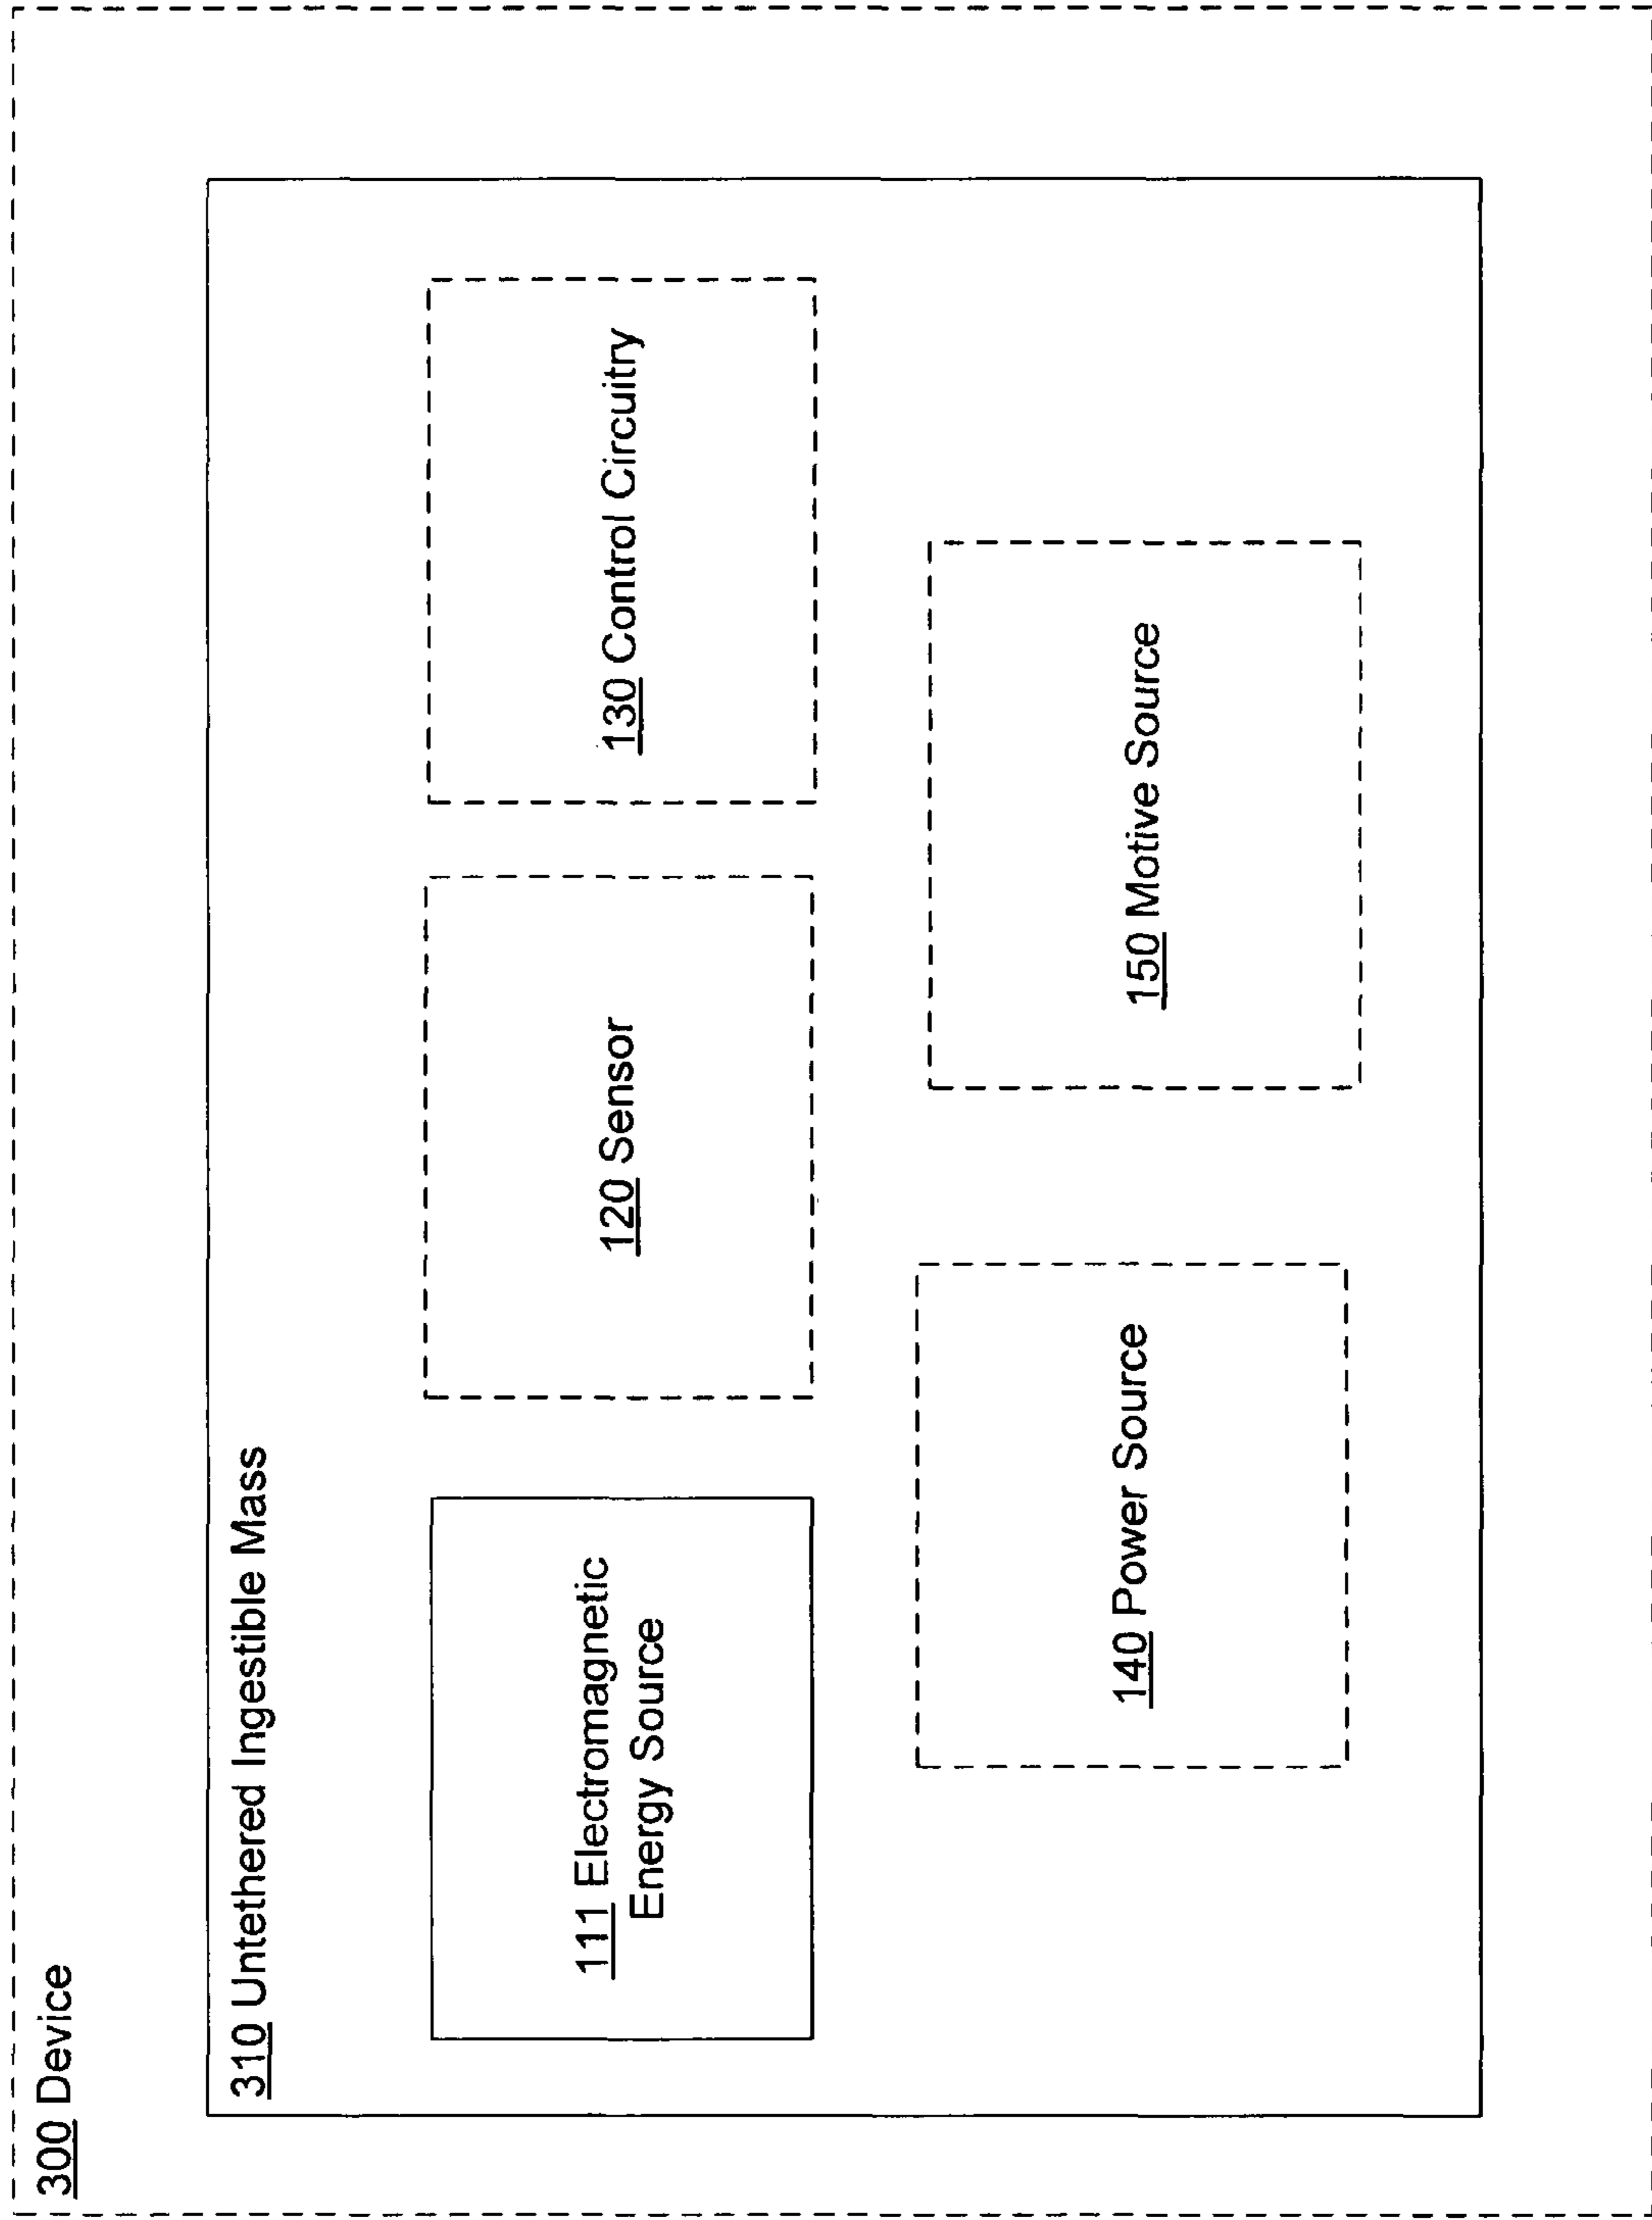 300 Device
310 Untethered Ingestible Mass
111 Electromagnetic
Energy Source
120 Sensor
130 Control Circuitry
140 Power Source
150 Motive Source